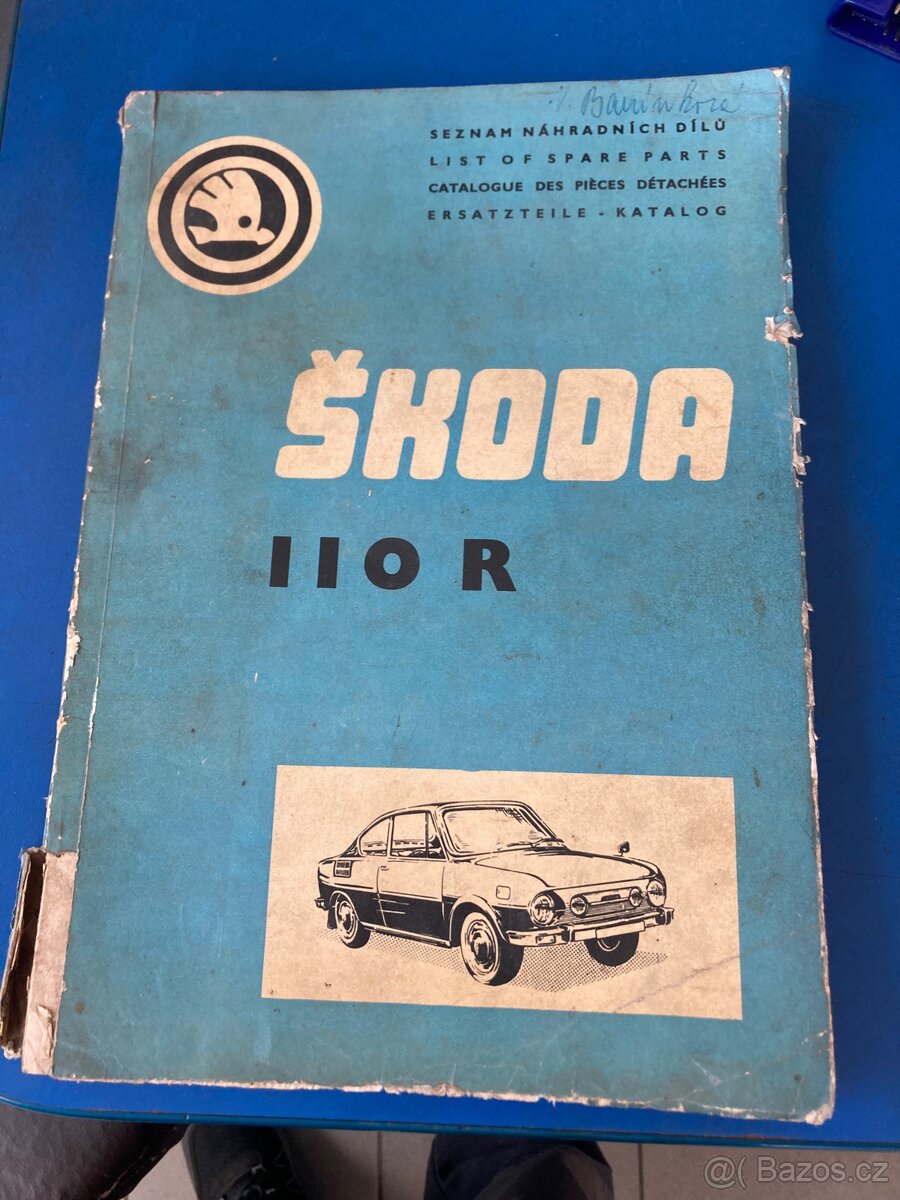 SEZNAM NÁHRADNÍCH DÍLŮ
LIST OF SPARE PARTS
CATALOGUE DES PIÈCES DÉTACHÉES
ERSATZTEILE - KATALOG
ŠKODA
110 R
@( Bazos.cz